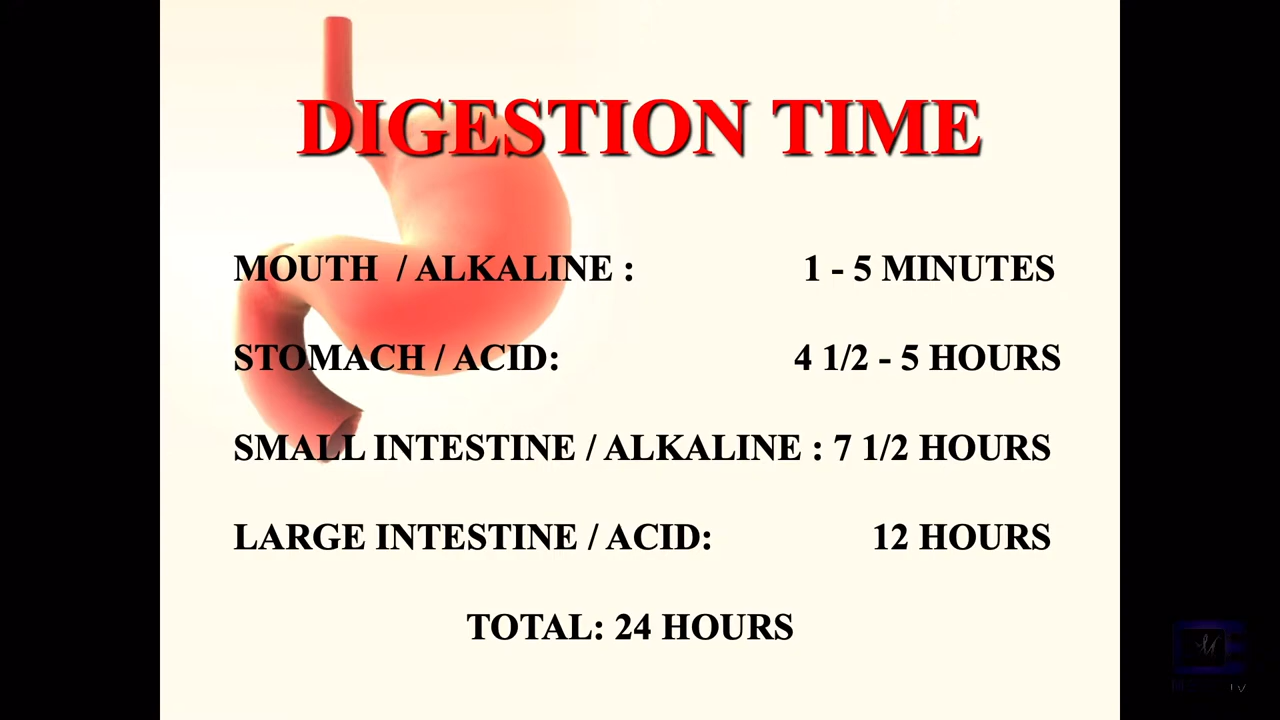 DIGESTION TIME
MOUTH / ALKALINE : 1 - 5 MINUTES
STOMACH / ACID: 4 1/2 - 5 HOURS
SMALL INTESTINE / ALKALINE : 7 1/2 HOURS
LARGE INTESTINE / ACID: 12 HOURS
TOTAL: 24 HOURS